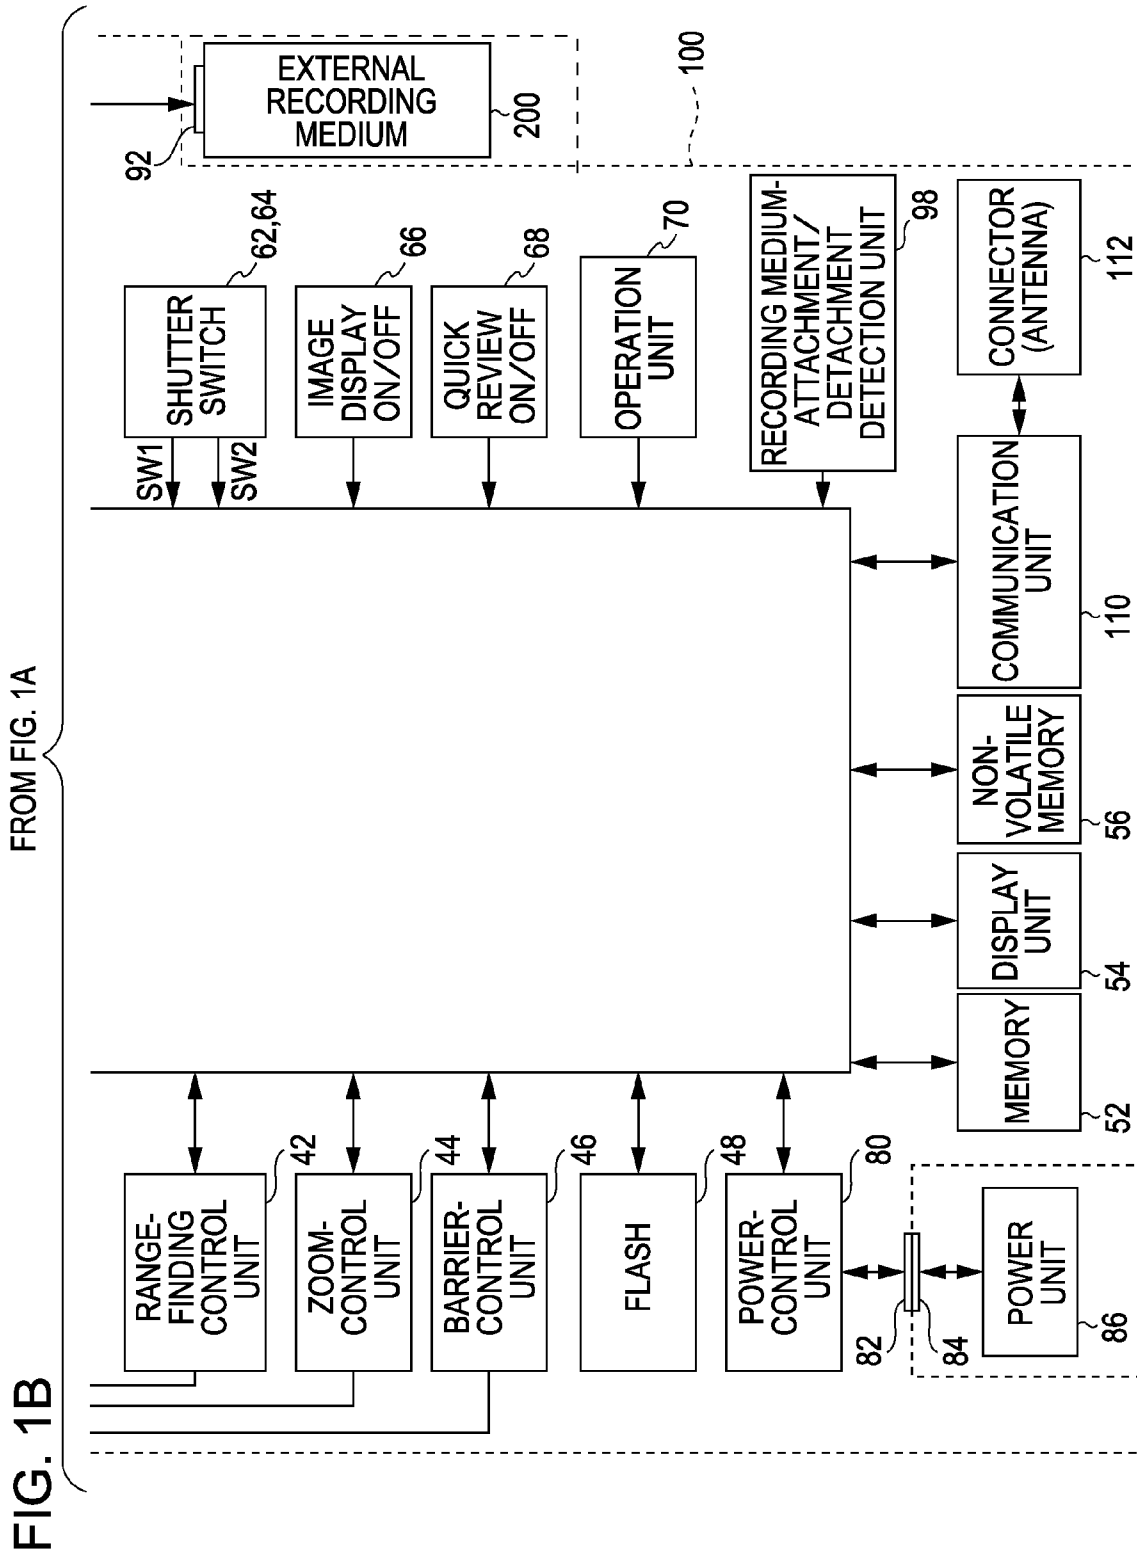 FIG. 1B
FROM FIG. 1A
RANGE-
FINDING
CONTROL
UNIT
42
ZOOM-
CONTROL
UNIT
44
BARRIER-
CONTROL
UNIT
46
FLASH
48
POWER-
CONTROL
UNIT
80
82
84
POWER
UNIT
86
MEMORY
52
DISPLAY
UNIT
54
NON-
VOLATILE
MEMORY
56
COMMUNICATION
UNIT
110
CONNECTOR
(ANTENNA)
112
SW1
SW2
SHUTTER
SWITCH
62,64
IMAGE
DISPLAY
ON/OFF
66
QUICK
REVIEW
ON/OFF
68
OPERATION
UNIT
70
RECORDING MEDIUM-
ATTACHMENT/
DETACHMENT
DETECTION UNIT
98
92
EXTERNAL
RECORDING
MEDIUM
200
100